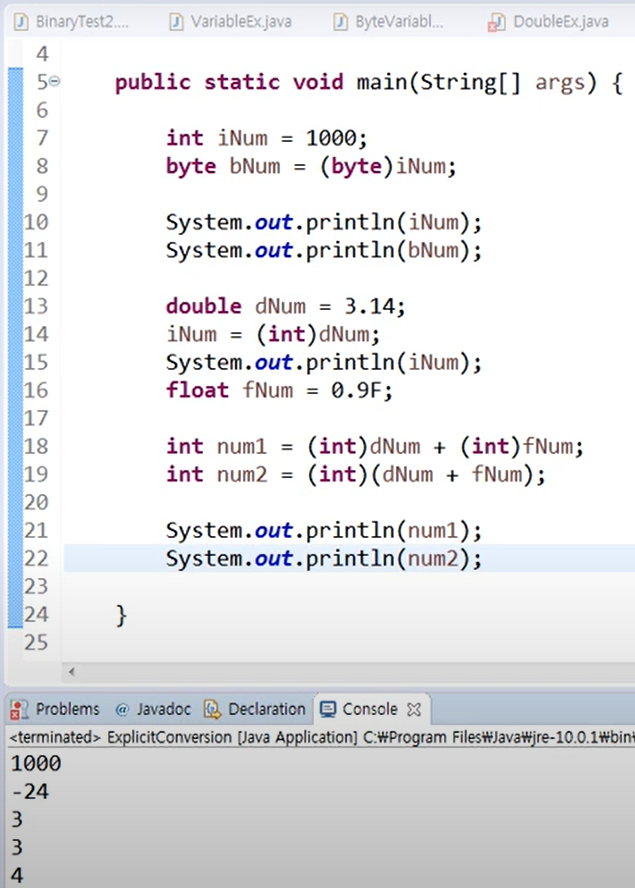 BinaryTest2.... VariableEx.java ByteVariabl... DoubleEx.java
4
5 public static void main(String[] args) {
6
7 int iNum = 1000;
8 byte bNum = (byte)iNum;
9
10 System.out.println(iNum);
11 System.out.println(bNum);
12
13 double dNum = 3.14;
14 iNum = (int)dNum;
15 System.out.println(iNum);
16 float fNum = 0.9F;
17
18 int num1 = (int)dNum + (int)fNum;
19 int num2 = (int)(dNum + fNum);
20
21 System.out.println(num1);
22 System.out.println(num2);
23
24 }
25
Problems @ Javadoc Declaration Console
<terminated> ExplicitConversion [Java Application] C:₩Program Files₩Java₩jre-10.0.1₩bin₩
1000
-24
3
3
4